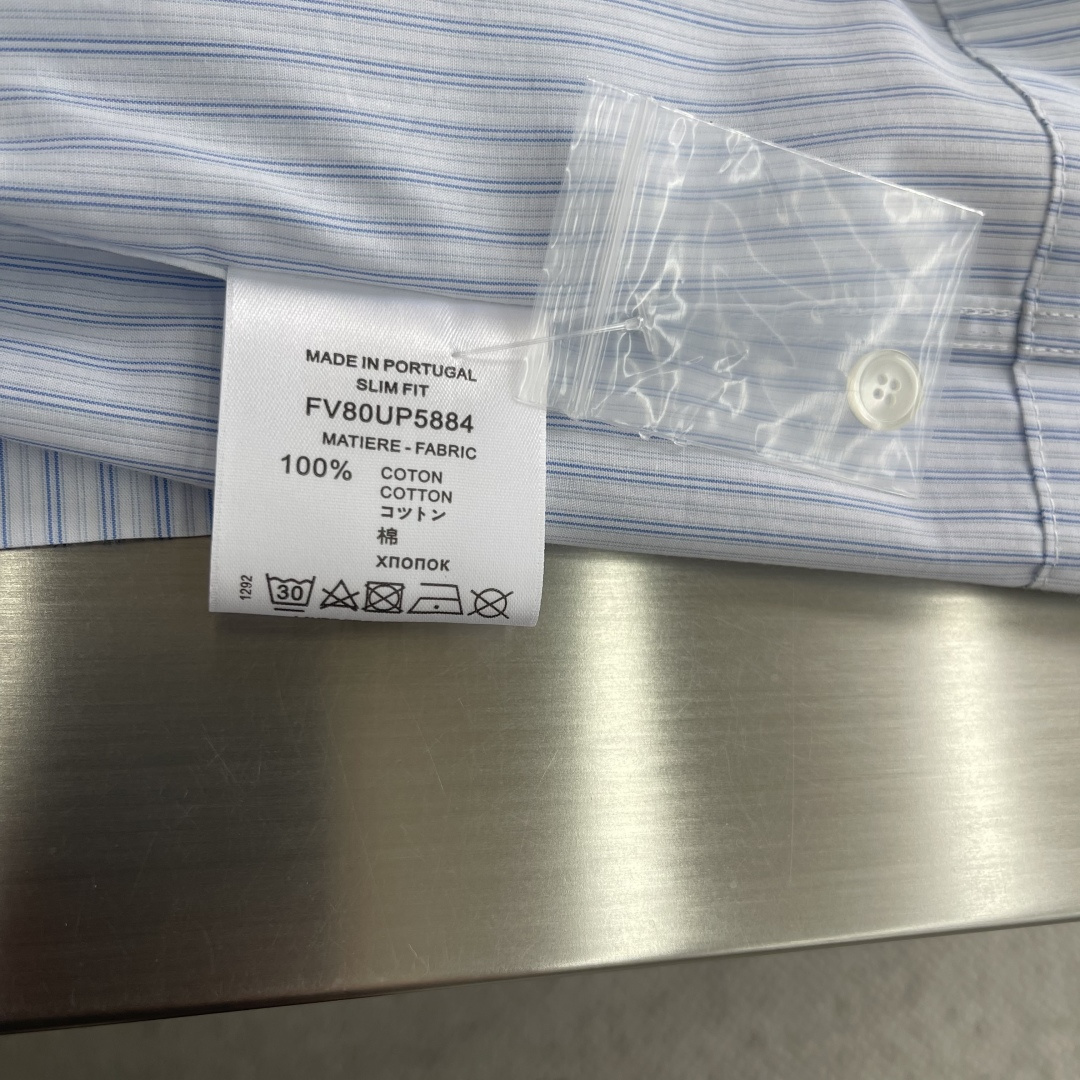 MADE IN PORTUGAL
SLIM FIT
FV80UP5884
MATIERE - FABRIC
100% COTON
COTTON
コットン
棉
хлопок
1292
30